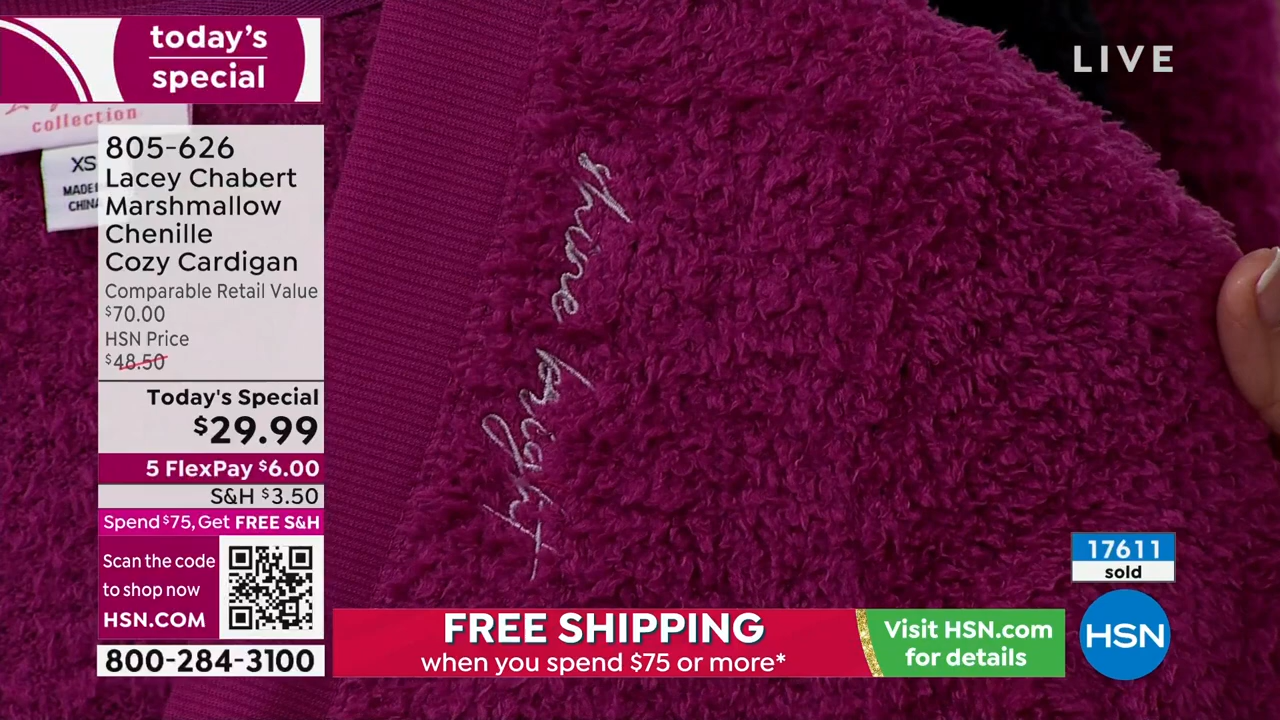 today's
special
LIVE
collection
XS
MADE
CHINA
805-626
Lacey Chabert
Marshmallow
Chenille
Cozy Cardigan
Comparable Retail Value
$70.00
HSN Price
$48.50
Today's Special
$29.99
5 FlexPay $6.00
S&H $3.50
Spend $75, Get FREE S&H
Scan the code
to shop now
HSN.COM
800-284-3100
shine bright
FREE SHIPPING
when you spend $75 or more*
Visit HSN.com
for details
17611
sold
HSN